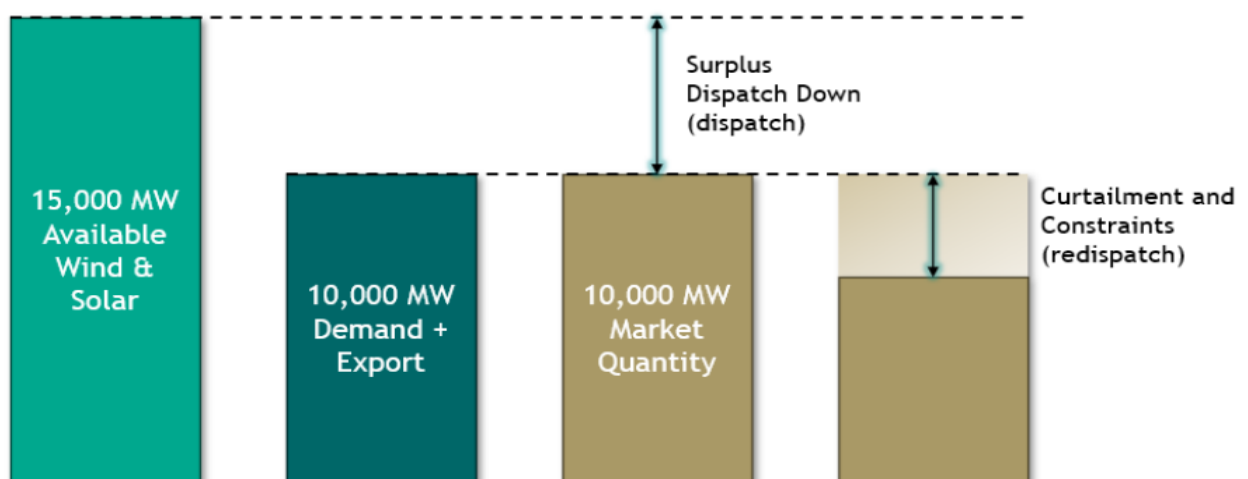 15,000 MW
Available
Wind &
Solar
10,000 MW
Demand +
Export
10,000 MW
Market
Quantity
Surplus
Dispatch Down
(dispatch)
Curtailment and
Constraints
(redispatch)